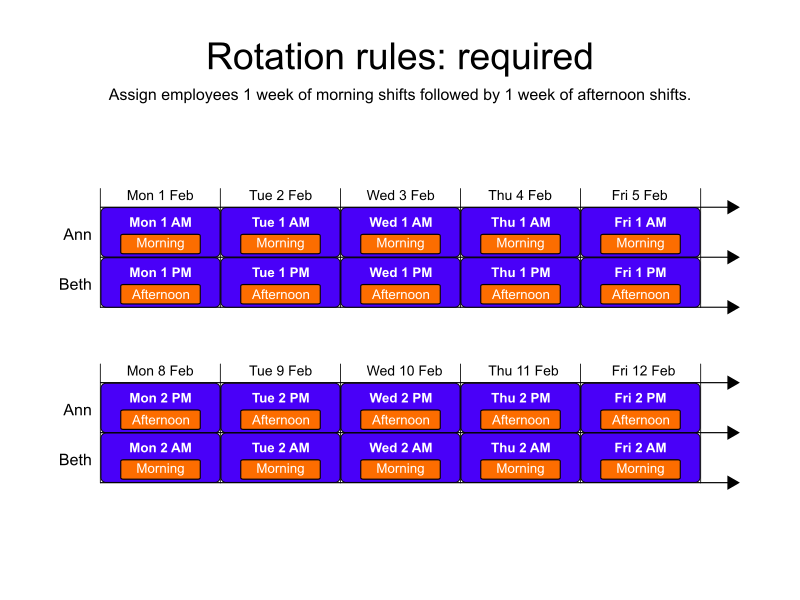 Rotation rules: required
Assign employees 1 week of morning shifts followed by 1 week of afternoon shifts.
Mon 1 Feb Tue 2 Feb Wed 3 Feb Thu 4 Feb Fri 5 Feb
Mon 1 AM Tue 1 AM Wed 1 AM Thu 1 AM Fri 1 AM
Ann Morning Morning Morning Morning Morning
Mon 1 PM Tue 1 PM Wed 1 PM Thu 1 PM Fri 1 PM
Beth Afternoon Afternoon Afternoon Afternoon Afternoon
Mon 8 Feb Tue 9 Feb Wed 10 Feb Thu 11 Feb Fri 12 Feb
Mon 2 PM Tue 2 PM Wed 2 PM Thu 2 PM Fri 2 PM
Ann Afternoon Afternoon Afternoon Afternoon Afternoon
Mon 2 AM Tue 2 AM Wed 2 AM Thu 2 AM Fri 2 AM
Beth Morning Morning Morning Morning Morning